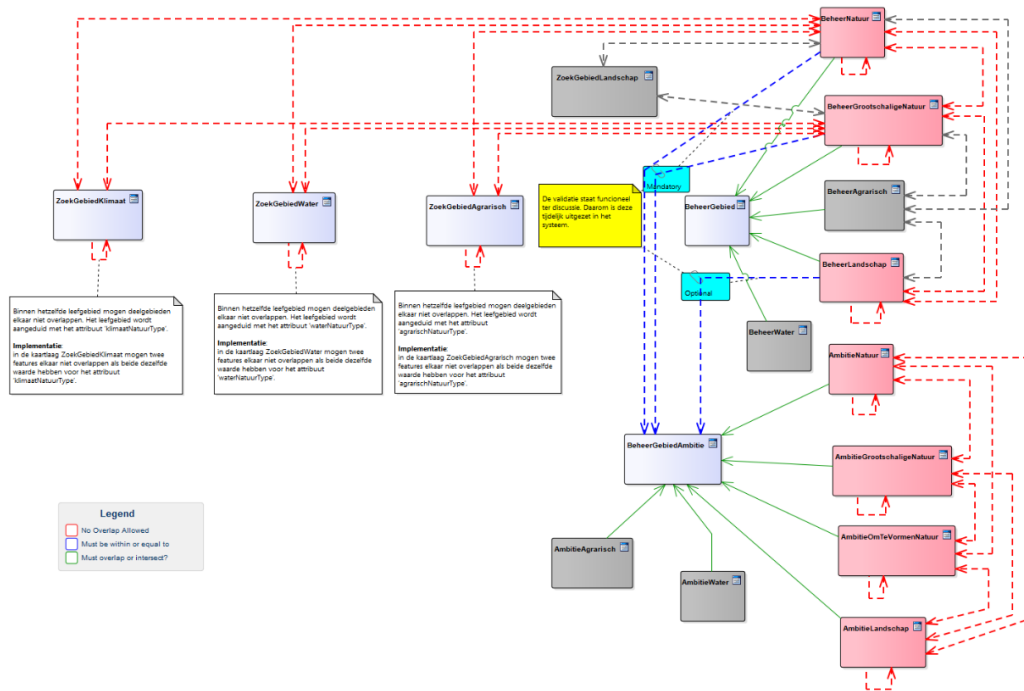 BeheerNatuur
ZoekGebiedLandschap
BeheerGrootschaligeNatuur
Mandatory
De validatie staat funcioneel
ter discussie. Daarom is deze
tijdelijk uitgezet in het
systeem.
BeheerAgrarisch
ZoekGebiedKlimaat
ZoekGebiedWater
ZoekGebiedAgrarisch
BeheerGebied
BeheerLandschap
Optional
Binnen hetzelfde leefgebied mogen deelgebieden
elkaar niet overlappen. Het leefgebied wordt
aangeduid met het attribuut 'klimaatNatuurType'.
Implementatie:
in de kaartlaag ZoekGebiedKlimaat mogen twee
features elkaar niet overlappen als beide dezelfde
waarde hebben voor het attribuut
'klimaatNatuurType'.
Binnen hetzelfde leefgebied mogen deelgebieden
elkaar niet overlappen. Het leefgebied wordt
aangeduid met het attribuut 'waterNatuurType'.
Implementatie:
in de kaartlaag ZoekGebiedWater mogen twee
features elkaar niet overlappen als beide dezelfde
waarde hebben voor het attribuut
'waterNatuurType'.
Binnen hetzelfde leefgebied mogen deelgebieden
elkaar niet overlappen. Het leefgebied wordt
aangeduid met het attribuut
'agrarischNatuurType'.
Implementatie:
in de kaartlaag ZoekGebiedAgrarisch mogen twee
features elkaar niet overlappen als beide dezelfde
waarde hebben voor het attribuut
'agrarischNatuurType'.
BeheerWater
AmbitieNatuur
BeheerGebiedAmbitie
AmbitieGrootschaligeNatuur
Legend
No Overlap Allowed
Must be within or equal to
Must overlap or intersect?
AmbitieAgrarisch
AmbitieOmTeVormenNatuur
AmbitieWater
AmbitieLandschap